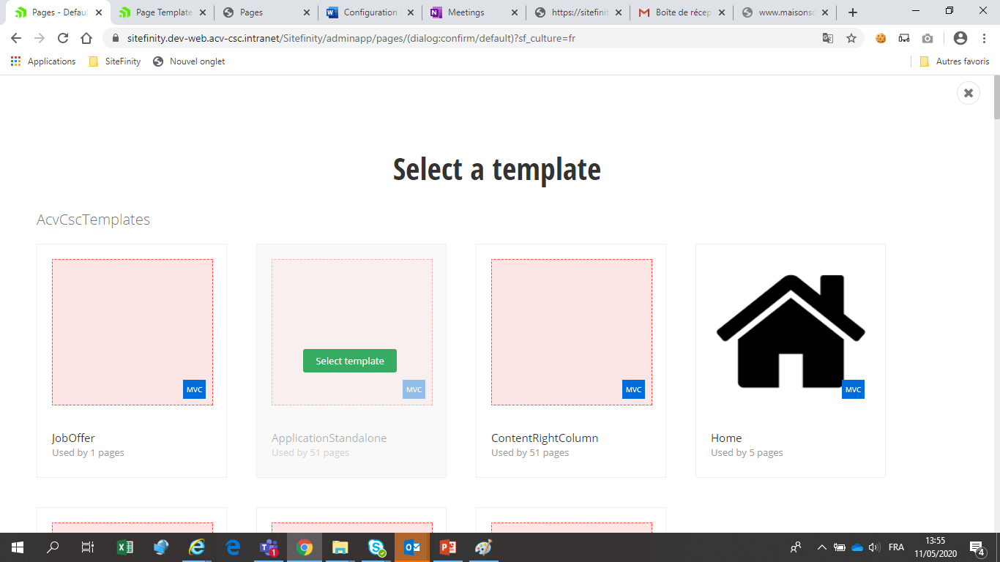 Pages - Defau
Page Template
Pages
Configuration
Meetings
https://sitefinit
Boîte de récep
www.maisonsc
sitefinity.dev-web.acv-csc.intranet/Sitefinity/adminapp/pages/(dialog:confirm/default)?sf_culture=fr
Applications
SiteFinity
Nouvel onglet
Autres favoris
Select a template
AcvCscTemplates
Select template
MVC
MVC
MVC
MVC
JobOffer
Used by 1 pages
ApplicationStandalone
Used by 51 pages
ContentRightColumn
Used by 51 pages
Home
Used by 5 pages
1
FRA
13:55
11/05/2020
4